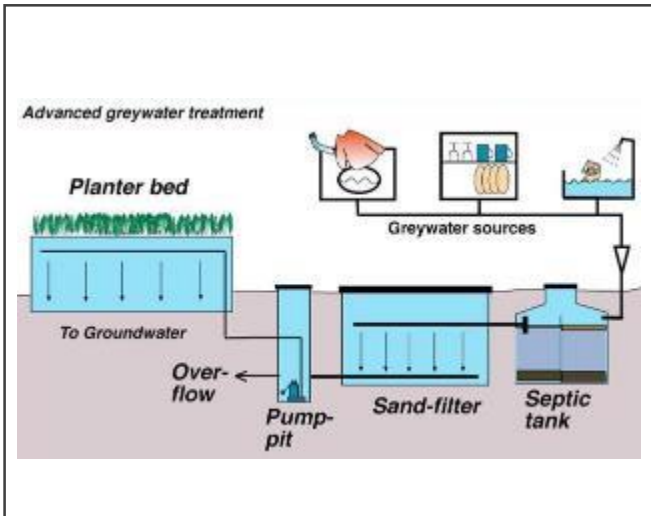 Advanced greywater treatment
Planter bed
Greywater sources
To Groundwater
Over-
flow
Pump-
pit
Sand-filter
Septic
tank